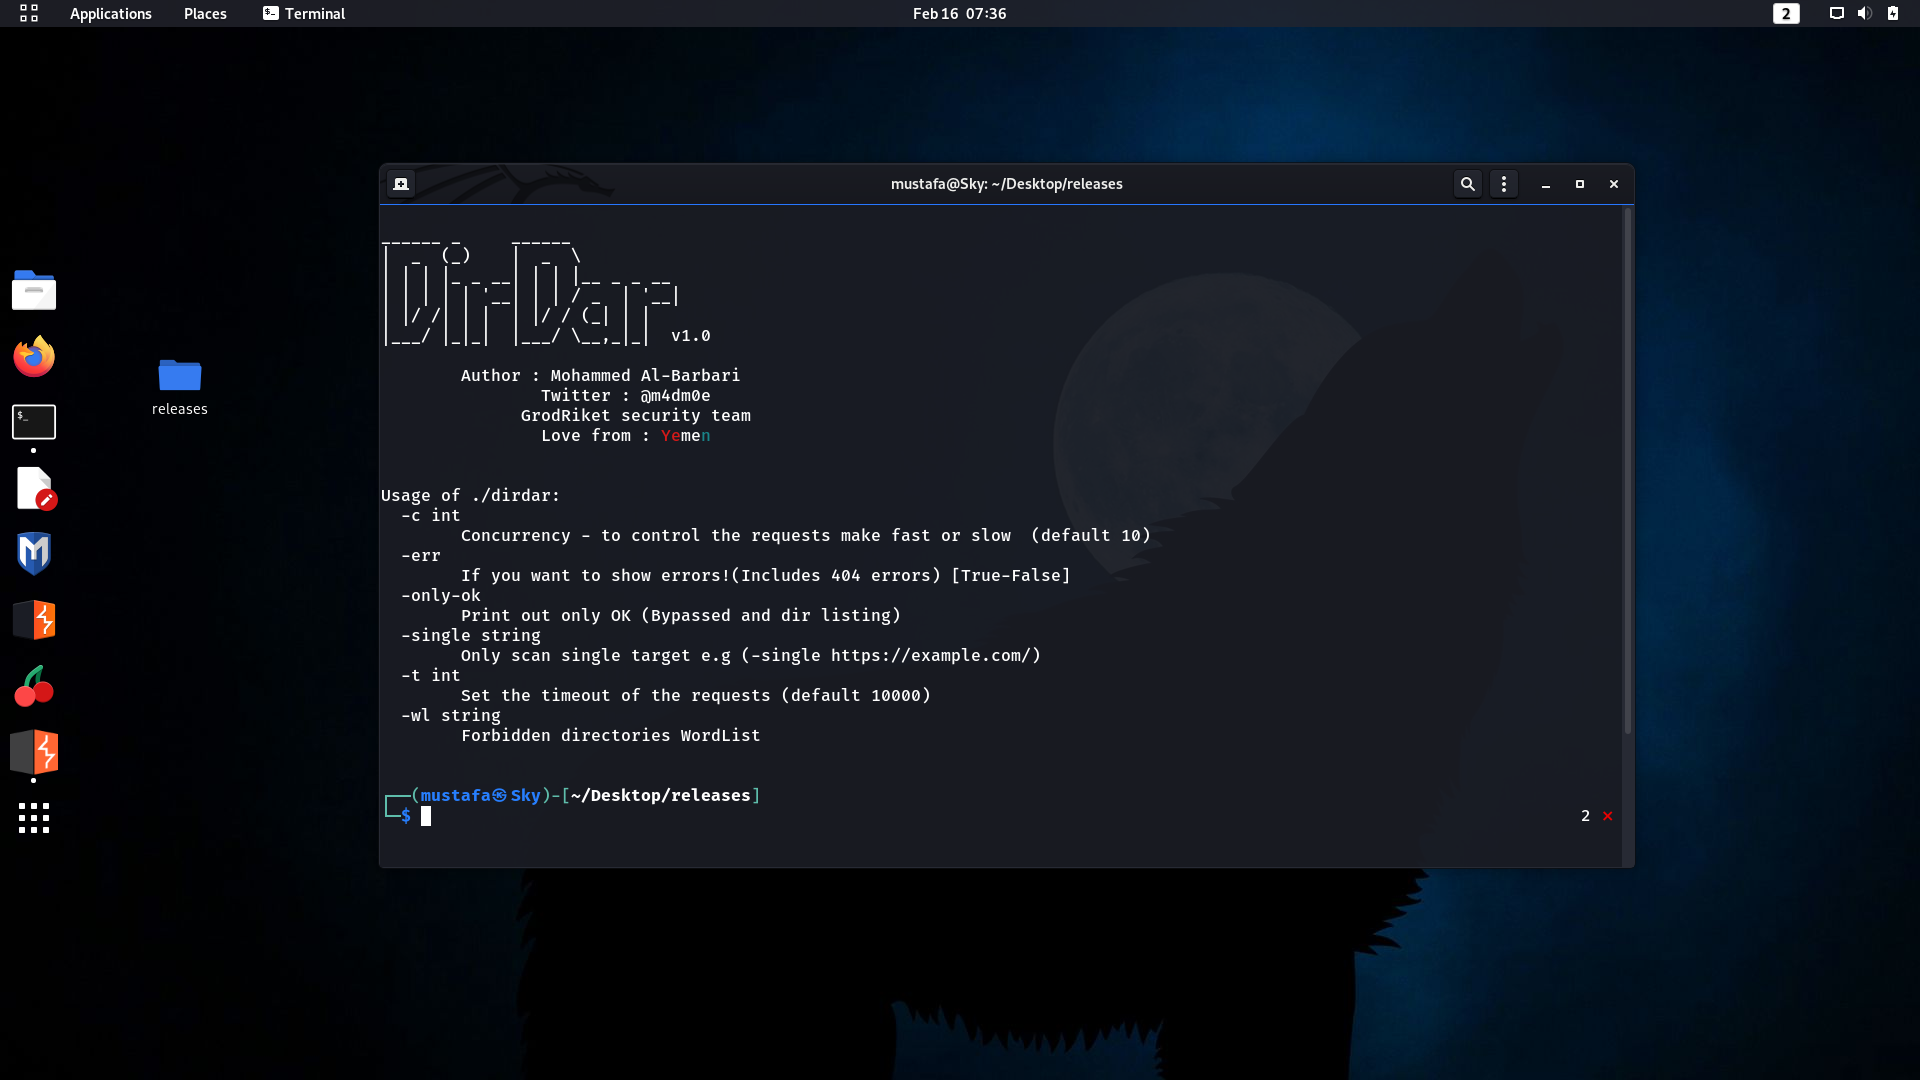 Applications Places Terminal Feb 16 07:36 2
mustafa@Sky: ~/Desktop/releases
releases
DirDar v1.0
Author : Mohammed Al-Barbari
Twitter : @m4dm0e
GrodRiket security team
Love from : Yemen
Usage of ./dirdar:
-c int
Concurrency - to control the requests make fast or slow  (default 10)
-err
If you want to show errors!(Includes 404 errors) [True-False]
-only-ok
Print out only OK (Bypassed and dir listing)
-single string
Only scan single target e.g (-single https://example.com/)
-t int
Set the timeout of the requests (default 10000)
-wl string
Forbidden directories WordList
┌──(mustafa㉿Sky)-[~/Desktop/releases]
└─$ 2 ⨯